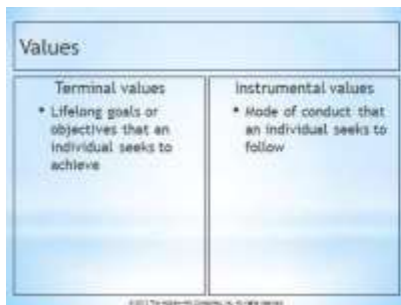 Values
Terminal values
• Lifelong goals or
objectives that an
individual seeks to
achieve
Instrumental values
• Mode of conduct that
an individual seeks to
follow